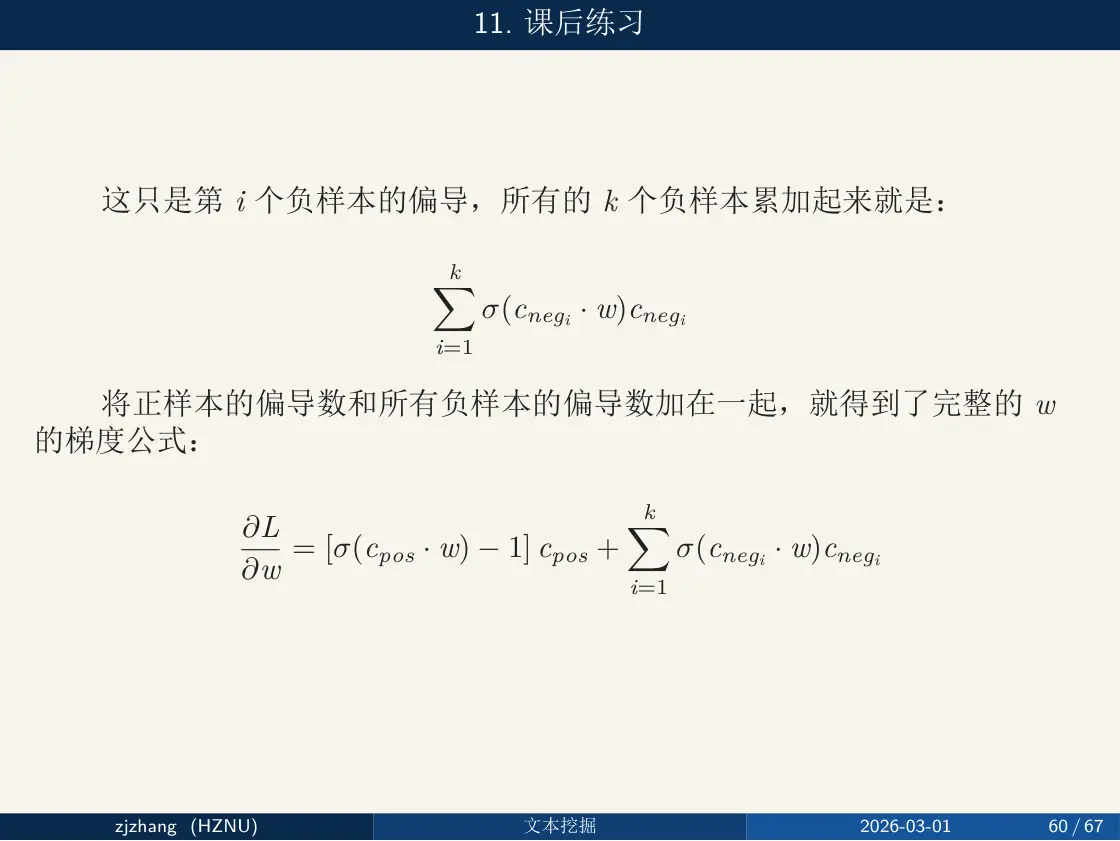 11. 课后练习
这只是第 i 个负样本的偏导，所有的 k 个负样本累加起来就是：
\sum_{i=1}^{k} \sigma(c_{neg_i} \cdot w)c_{neg_i}
将正样本的偏导数和所有负样本的偏导数加在一起，就得到了完整的 w
的梯度公式：
\frac{\partial L}{\partial w} = [\sigma(c_{pos} \cdot w) - 1] c_{pos} + \sum_{i=1}^{k} \sigma(c_{neg_i} \cdot w)c_{neg_i}
zjzhang (HZNU) 文本挖掘 2026-03-01 60 / 67